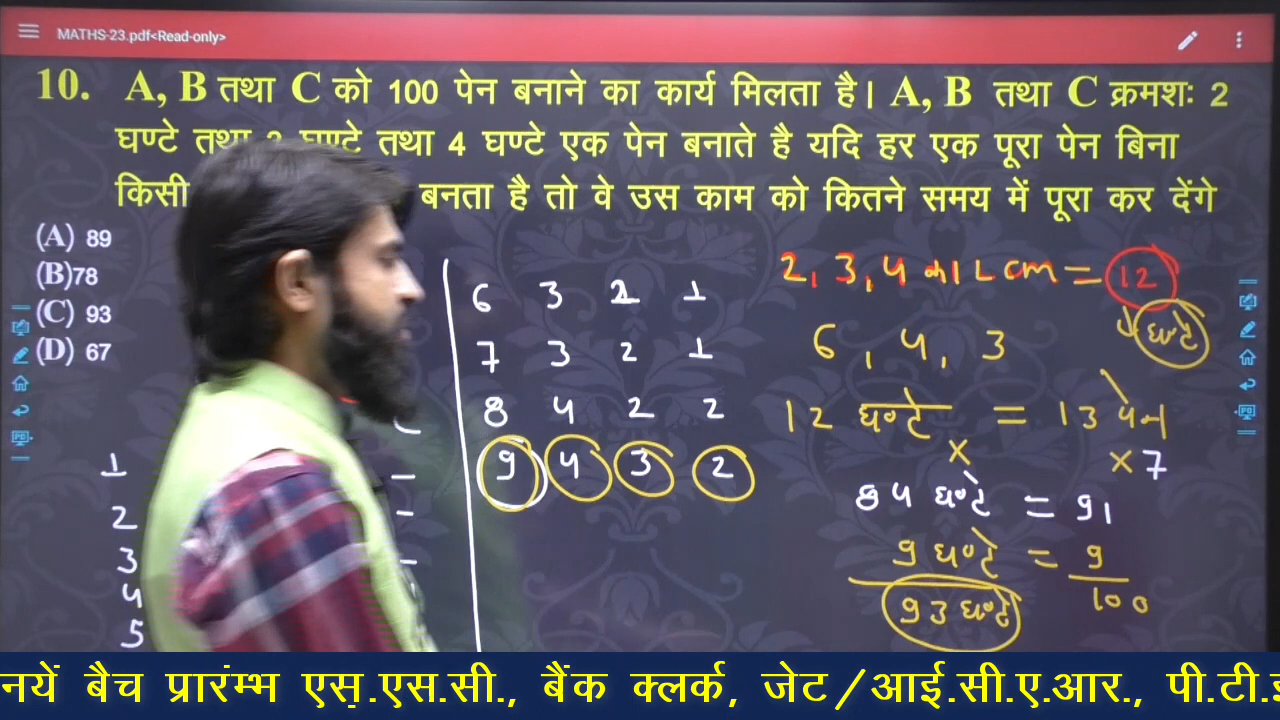 MATHS-23.pdf<Read-only>
10. A, B तथा C को 100 पेन बनाने का कार्य मिलता है। A, B तथा C क्रमशः 2
घण्टे तथा 3 घण्टे तथा 4 घण्टे एक पेन बनाते है यदि हर एक पूरा पेन बिना
किसी बनता है तो वे उस काम को कितने समय में पूरा कर देंगे
(A) 89
(B)78
(C) 93
(D) 67
1
2
3
4
5
6 3 2 1
7 3 2 1
8 4 2 2
9 4 3 2
2, 3, 4 का LCM = 12
घण्टे
6, 4, 3
12 घण्टे = 13 पेन
× ×7
84 घण्टे = 91
9 घण्टे = 9
100
93 घण्टे
नयें बैच प्रारंम्भ एस.एस.सी., बैंक क्लर्क, जेट/आई.सी.ए.आर., पी.टी.